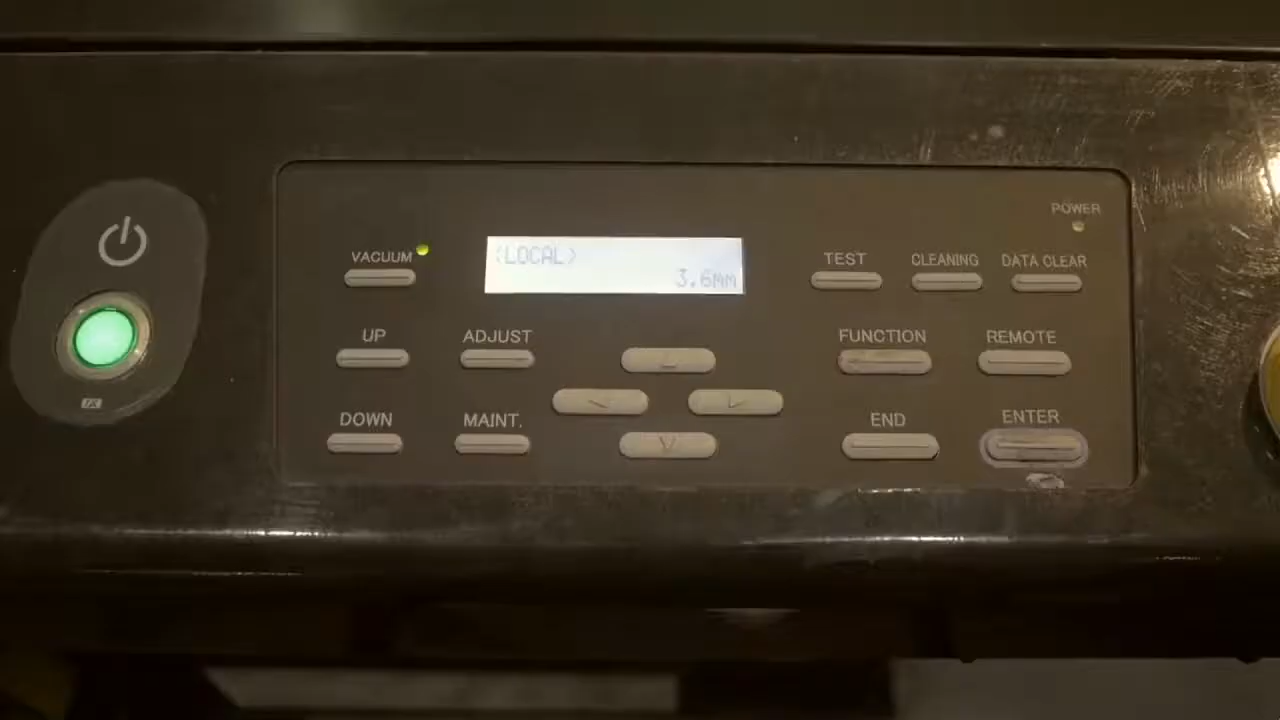 POWER
VACUUM
<LOCAL>
3.6mm
TEST
CLEANING
DATA CLEAR
UP
ADJUST
FUNCTION
REMOTE
DOWN
MAINT.
END
ENTER